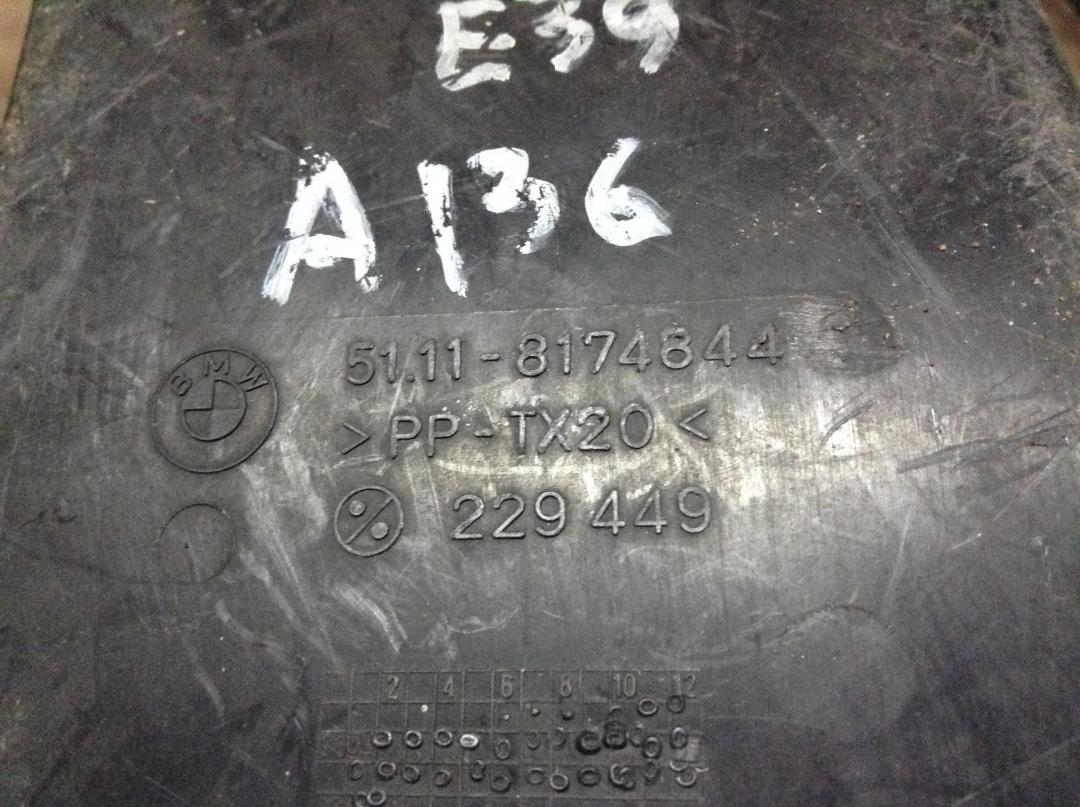 E39
A136
BMW
51.11-8174844
>PP-TX20<
229 449
2 4 6 8 10 12